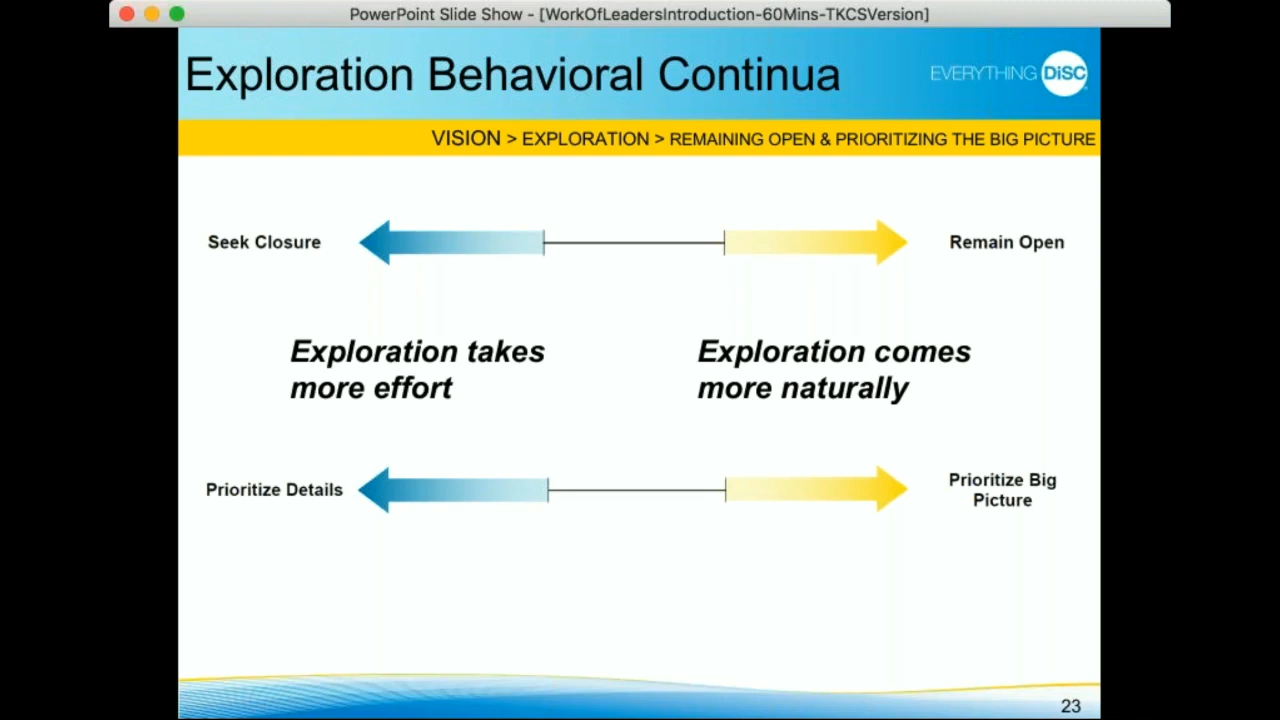 PowerPoint Slide Show - [WorkOfLeadersIntroduction-60Mins-TKCSVersion]
Exploration Behavioral Continua
EVERYTHING DiSC
VISION > EXPLORATION > REMAINING OPEN & PRIORITIZING THE BIG PICTURE
Seek Closure
Remain Open
Exploration takes
more effort
Exploration comes
more naturally
Prioritize Details
Prioritize Big
Picture
23